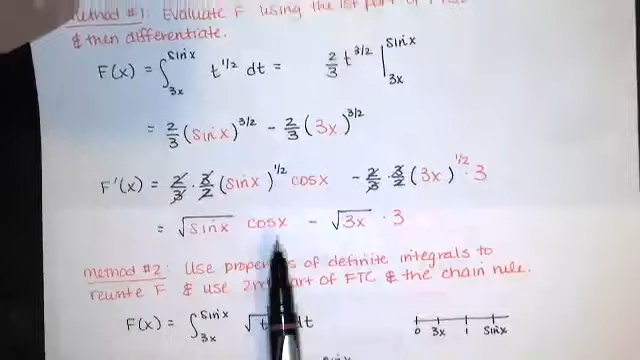 Method #1: Evaluate F using the 1st part of FTC
& then differentiate.
F(x) = ∫_{3x}^{sin x} t^{1/2} dt = 2/3 t^{3/2} |_{3x}^{sin x}
= 2/3 (sin x)^{3/2} - 2/3 (3x)^{3/2}
F'(x) = 2/3 · 3/2 (sin x)^{1/2} cos x - 2/3 · 3/2 (3x)^{1/2} · 3
= √sin x cos x - √3x · 3
method #2: Use properties of definite integrals to
rewrite F & use 2nd part of FTC & the chain rule.
F(x) = ∫_{3x}^{sin x} √t dt
0 3x 1 sin x